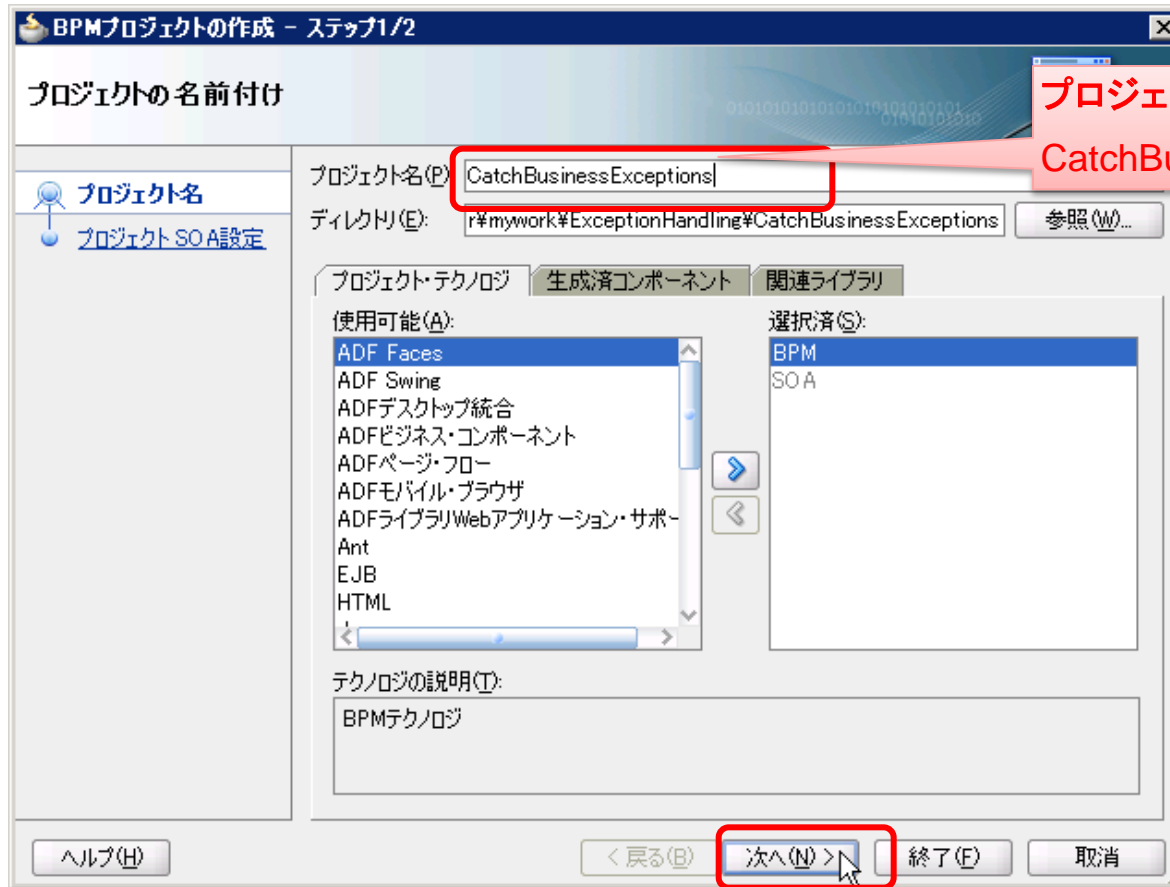 BPMプロジェクトの作成 - ステップ1/2
プロジェクトの名前付け
プロジェ
CatchBu
プロジェクト名
プロジェクト SOA設定
プロジェクト名(P)
CatchBusinessExceptions
ディレクトリ(E):
r¥mywork¥ExceptionHandling¥CatchBusinessExceptions
参照(W)...
プロジェクト・テクノロジ
生成済コンポーネント
関連ライブラリ
使用可能(A):
ADF Faces
ADF Swing
ADFデスクトップ統合
ADFビジネス・コンポーネント
ADFページ・フロー
ADFモバイル・ブラウザ
ADFライブラリWebアプリケーション・サポー
Ant
EJB
HTML
選択済(S):
BPM
SOA
テクノロジの説明(T):
BPMテクノロジ
ヘルプ(H)
< 戻る(B)
次へ(N) >
終了(F)
取消